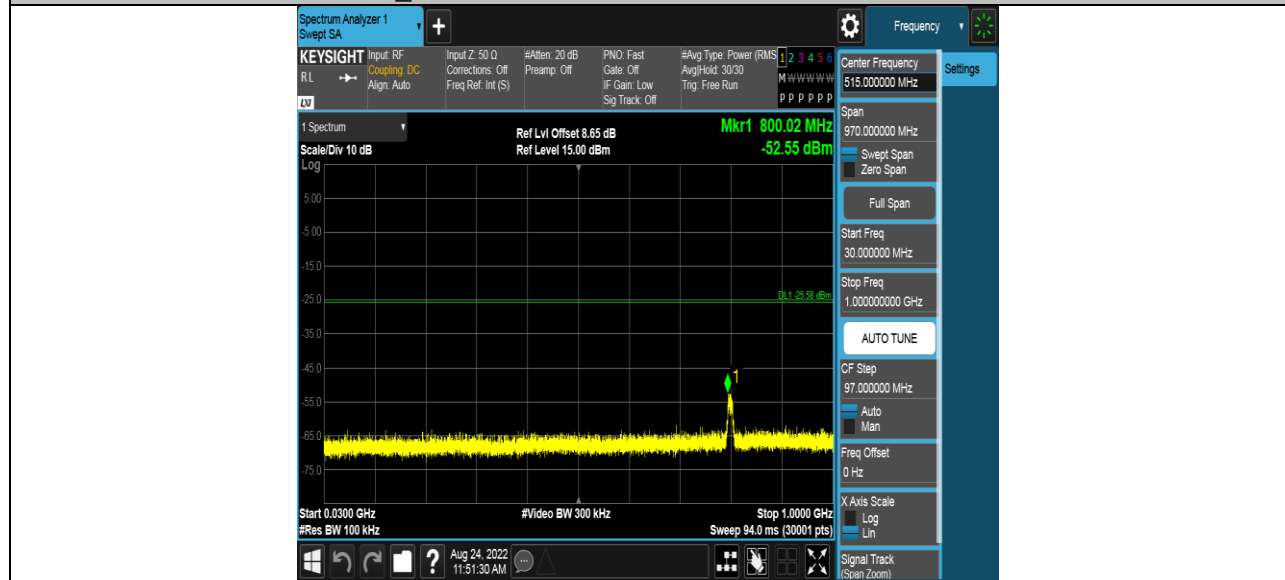 Spectrum Analyzer 1
Swept SA
+
Frequency
KEYSIGHT
RL
LXI
Input: RF
Coupling: DC
Align: Auto
Input Z: 50 Ω
Corrections: Off
Freq Ref: Int (S)
#Atten: 20 dB
Preamp: Off
PNO: Fast
Gate: Off
IF Gain: Low
Sig Track: Off
#Avg Type: Power (RMS
Avg|Hold: 30/30
Trig: Free Run
1 2 3 4 5 6
M W W W W W
P P P P P P
1 Spectrum
Scale/Div 10 dB
Log
Ref Lvl Offset 8.65 dB
Ref Level 15.00 dBm
Mkr1 800.02 MHz
-52.55 dBm
5.00
-5.00
-15.0
-25.0
DL1 -25.50 dBm
-35.0
-45.0
1
-55.0
-65.0
-75.0
Start 0.0300 GHz
#Res BW 100 kHz
#Video BW 300 kHz
Stop 1.0000 GHz
Sweep 94.0 ms (30001 pts)
?
Aug 24, 2022
11:51:30 AM
Center Frequency
515.000000 MHz
Settings
Span
970.000000 MHz
Swept Span
Zero Span
Full Span
Start Freq
30.000000 MHz
Stop Freq
1.000000000 GHz
AUTO TUNE
CF Step
97.000000 MHz
Auto
Man
Freq Offset
0 Hz
X Axis Scale
Log
Lin
Signal Track
(Span Zoom)